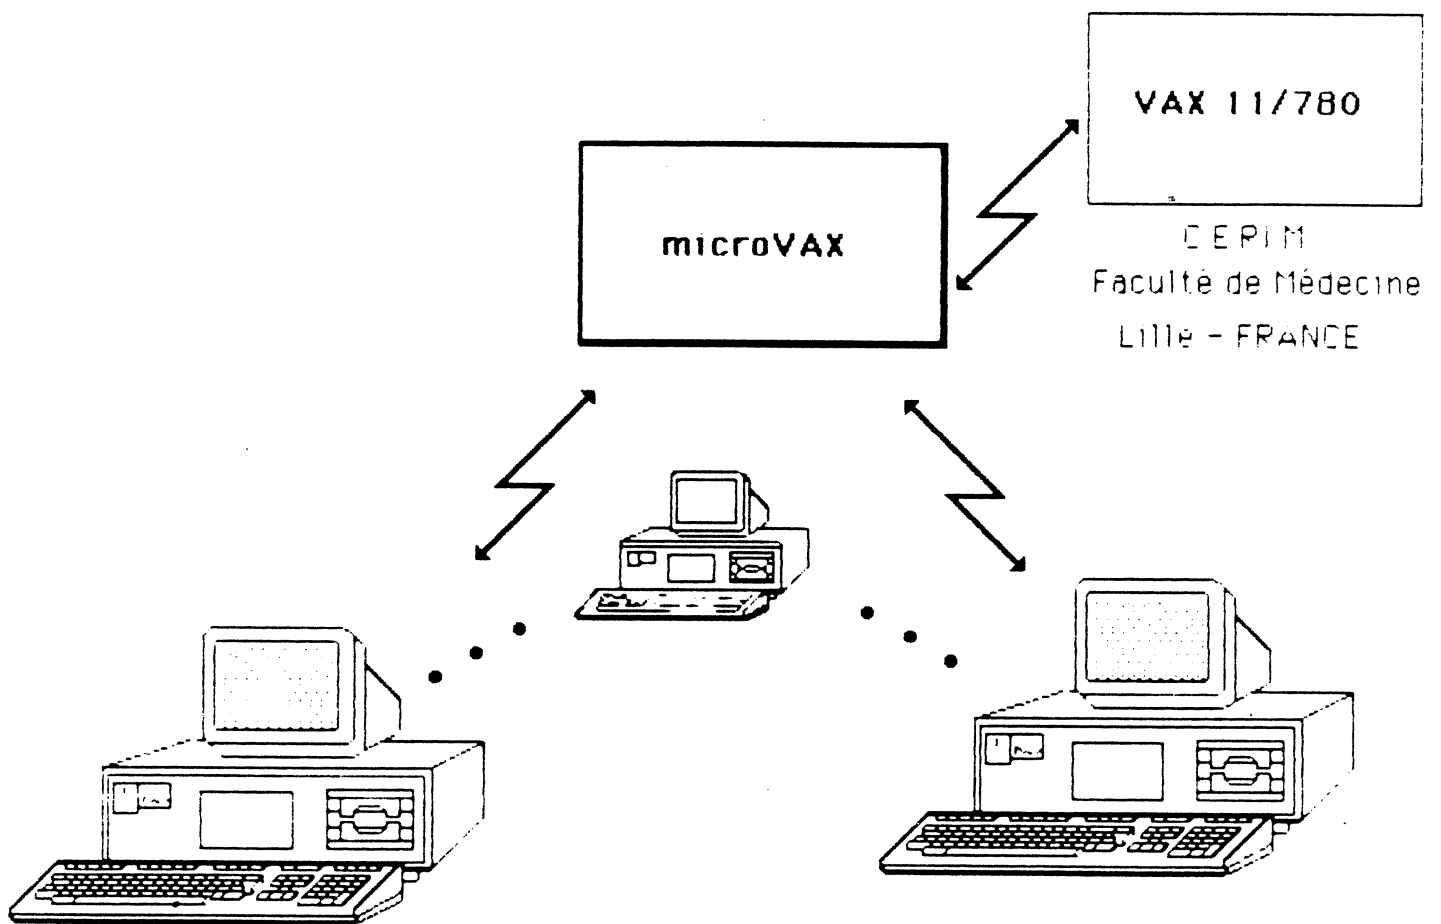 VAX 11/780
microVAX
CERIM
Faculté de Médecine
Lille - FRANCE